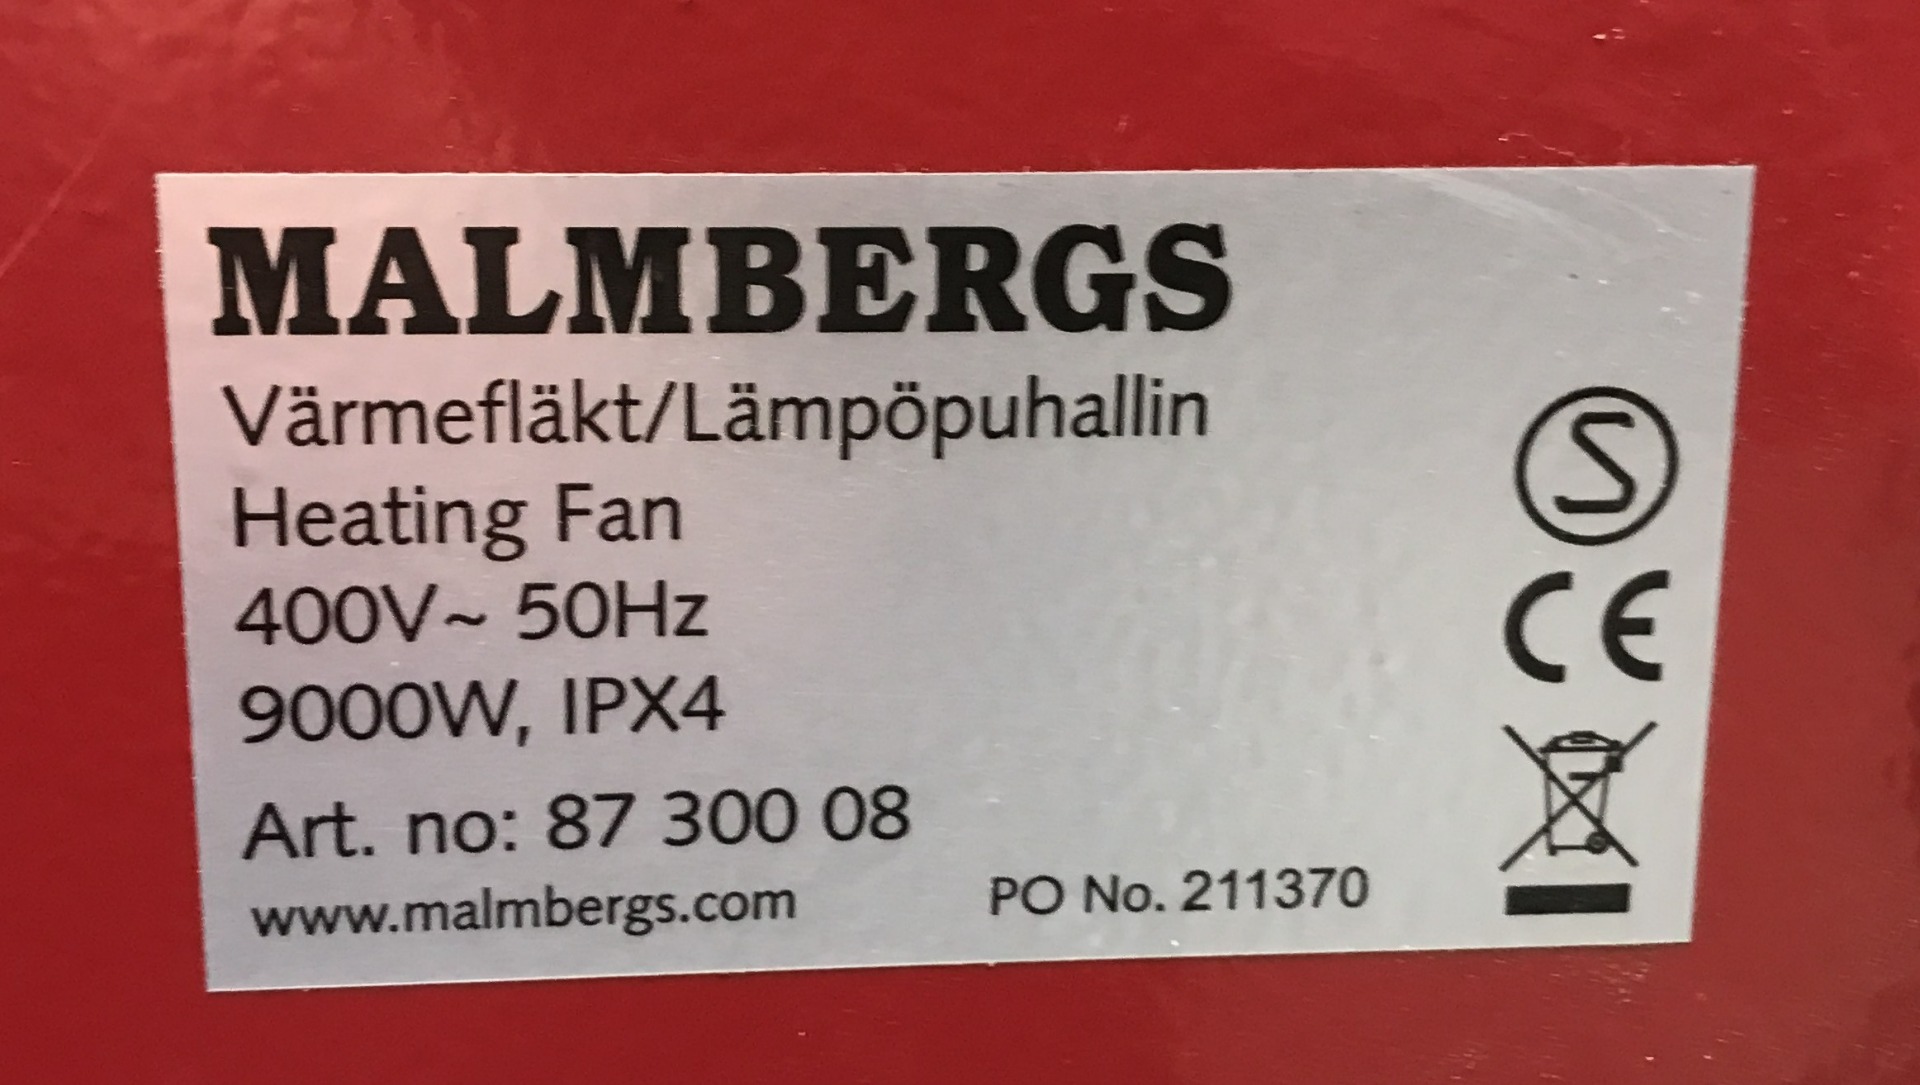 MALMBERGS
Värmefläkt/Lämpöpuhallin
Heating Fan
400V~ 50Hz
9000W, IPX4
Art. no: 87 300 08
www.malmbergs.com
PO No. 211370
S
CE